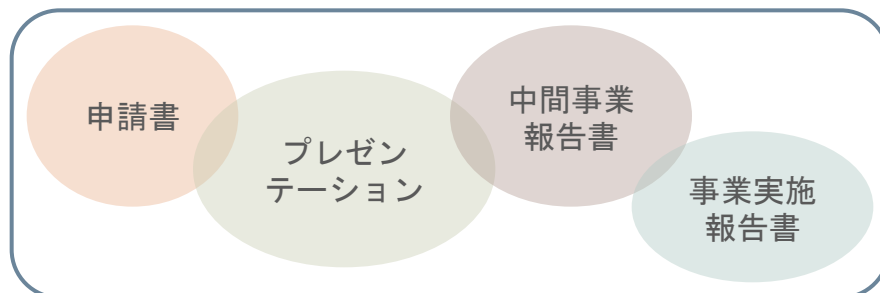 申請書
プレゼン
テーション
中間事業
報告書
事業実施
報告書